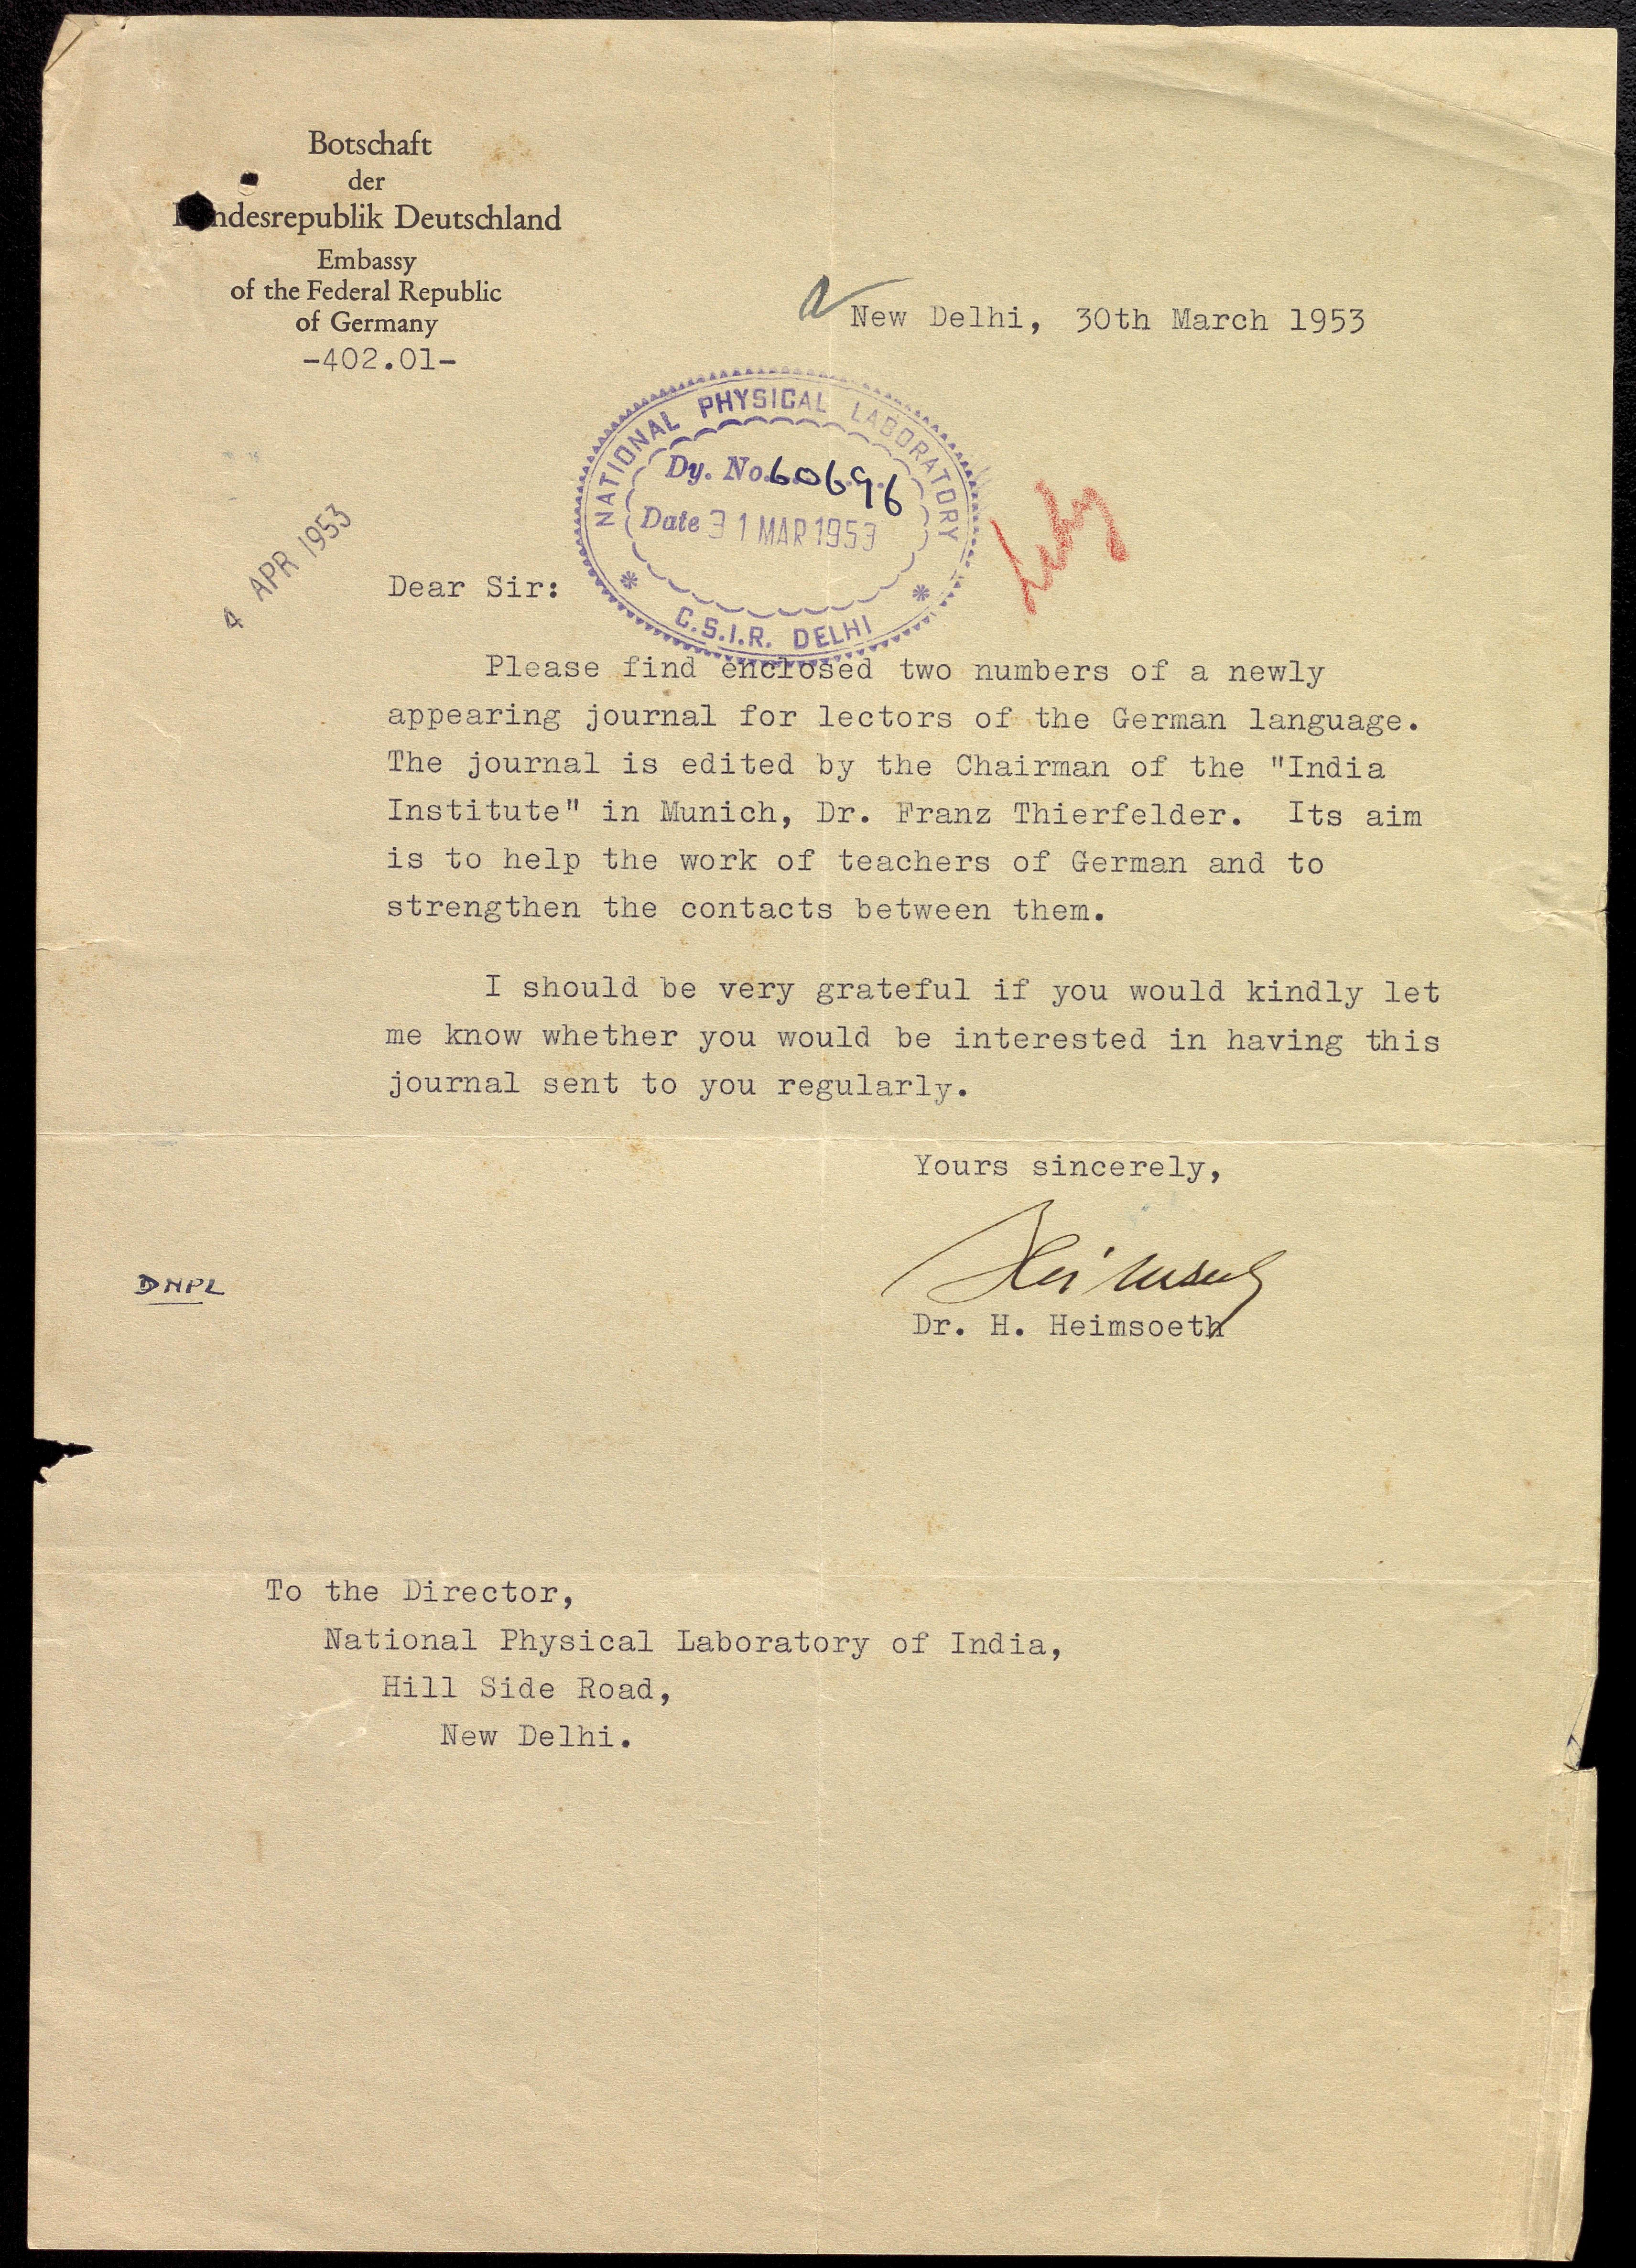 Botschaft
der
Bundesrepublik Deutschland
Embassy
of the Federal Republic
of Germany
-402.01-
New Delhi, 30th March 1953
NATIONAL PHYSICAL LABORATORY
Dy. No. 60696
Date 31 MAR 1953
C.S.I.R. DELHI
4 APR 1953
Dear Sir:
Please find enclosed two numbers of a newly
appearing journal for lectors of the German language.
The journal is edited by the Chairman of the "India
Institute" in Munich, Dr. Franz Thierfelder. Its aim
is to help the work of teachers of German and to
strengthen the contacts between them.
I should be very grateful if you would kindly let
me know whether you would be interested in having this
journal sent to you regularly.
Yours sincerely,
Heimsoeth
Dr. H. Heimsoeth
DNPL
To the Director,
National Physical Laboratory of India,
Hill Side Road,
New Delhi.